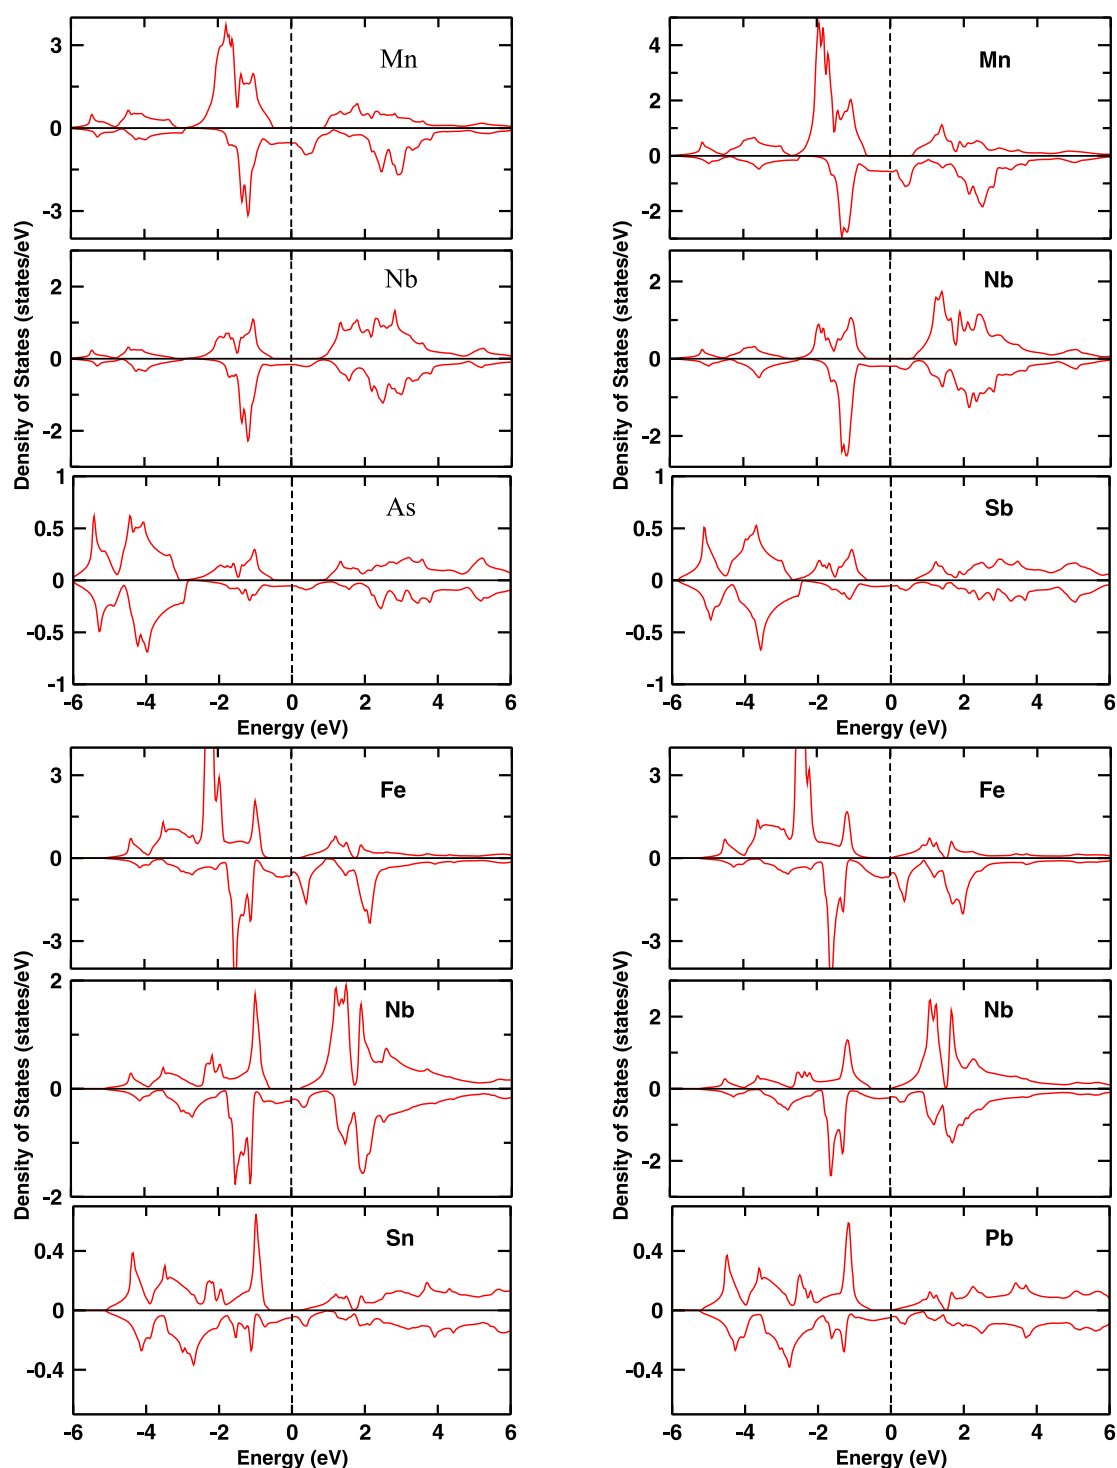 3
0
-3
Mn
4
2
0
-2
Mn
2
0
-2
Nb
2
0
-2
Nb
1
0.5
0
-0.5
-1
As
1
0.5
0
-0.5
-1
Sb
Density of States (states/eV)
Density of States (states/eV)
-6 -4 -2 0 2 4 6
-6 -4 -2 0 2 4 6
Energy (eV)
Energy (eV)
3
0
-3
Fe
3
0
-3
Fe
2
0
-2
Nb
2
0
-2
Nb
0.4
0
-0.4
Sn
0.4
0
-0.4
Pb
Density of States (states/eV)
Density of States (states/eV)
-6 -4 -2 0 2 4 6
-6 -4 -2 0 2 4 6
Energy (eV)
Energy (eV)